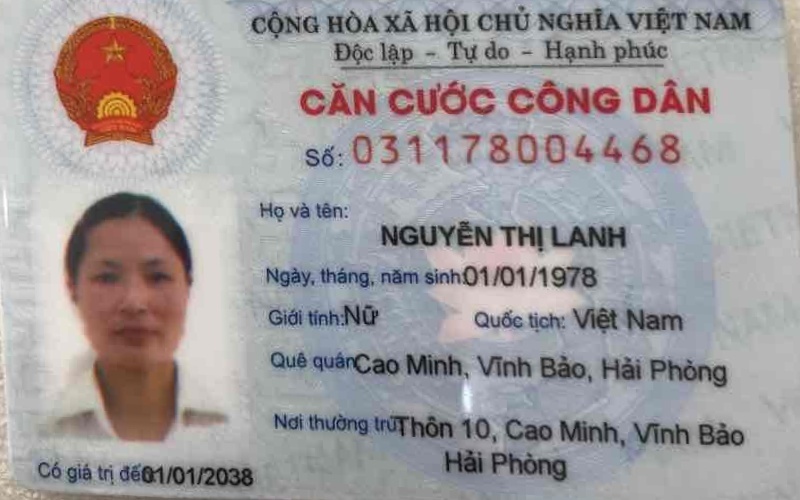 CỘNG HÒA XÃ HỘI CHỦ NGHĨA VIỆT NAM
Độc lập - Tự do - Hạnh phúc
CĂN CƯỚC CÔNG DÂN
Số: 031178004468
Họ và tên:
NGUYỄN THỊ LANH
Ngày, tháng, năm sinh: 01/01/1978
Giới tính: Nữ Quốc tịch: Việt Nam
Quê quán Cao Minh, Vĩnh Bảo, Hải Phòng
Nơi thường trú Thôn 10, Cao Minh, Vĩnh Bảo
Hải Phòng
Có giá trị đến 01/01/2038